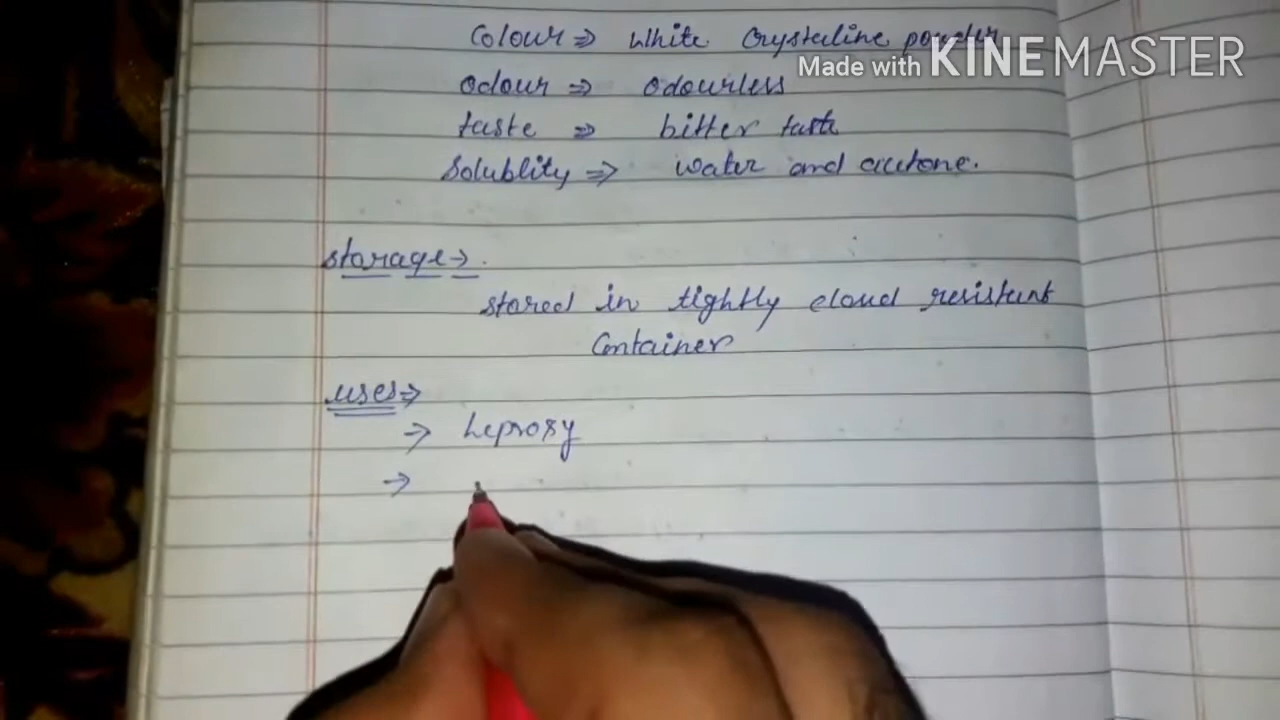 Colour ⇒ White Crystaline powder
Made with KINEMASTER
Odour ⇒ Odourless
taste ⇒ bitter taste
Solublity ⇒ water and acetone.
Storage →.
stored in tightly closed resistant
Container
uses ⇒
→ Leprosy
→